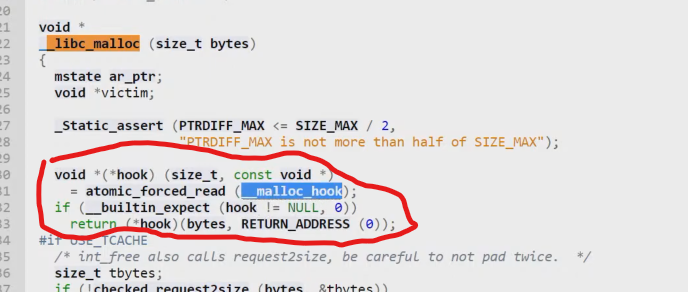 20
21 void *
22 __libc_malloc (size_t bytes)
23 {
24 mstate ar_ptr;
25 void *victim;
26
27 _Static_assert (PTRDIFF_MAX <= SIZE_MAX / 2,
28 "PTRDIFF_MAX is not more than half of SIZE_MAX");
29
30 void *(*hook) (size_t, const void *)
31 = atomic_forced_read (__malloc_hook);
32 if (__builtin_expect (hook != NULL, 0))
33 return (*hook)(bytes, RETURN_ADDRESS (0));
34 #if USE_TCACHE
35 /* int_free also calls request2size, be careful to not pad twice. */
36 size_t tbytes;
37 if (!checked_request2size (bytes, &tbytes))